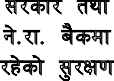 सरकार तथा
ने.रा. बैकमा
रहेको सुरक्षण